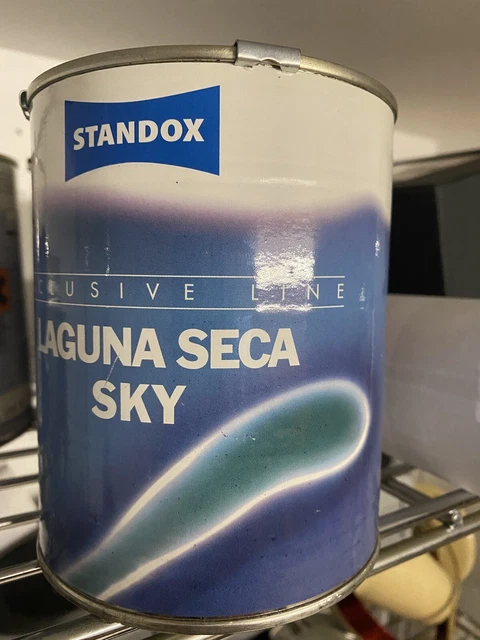 STANDOX
CLUSIVE LINE
LAGUNA SECA
SKY